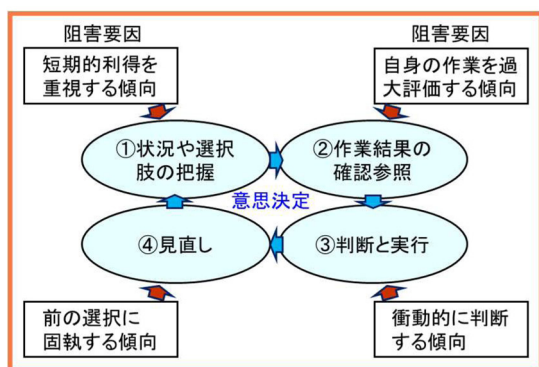 阻害要因
阻害要因
短期的利得を
重視する傾向
自身の作業を過
大評価する傾向
①状況や選択
肢の把握
②作業結果の
確認参照
意思決定
④見直し
③判断と実行
前の選択に
固執する傾向
衝動的に判断
する傾向